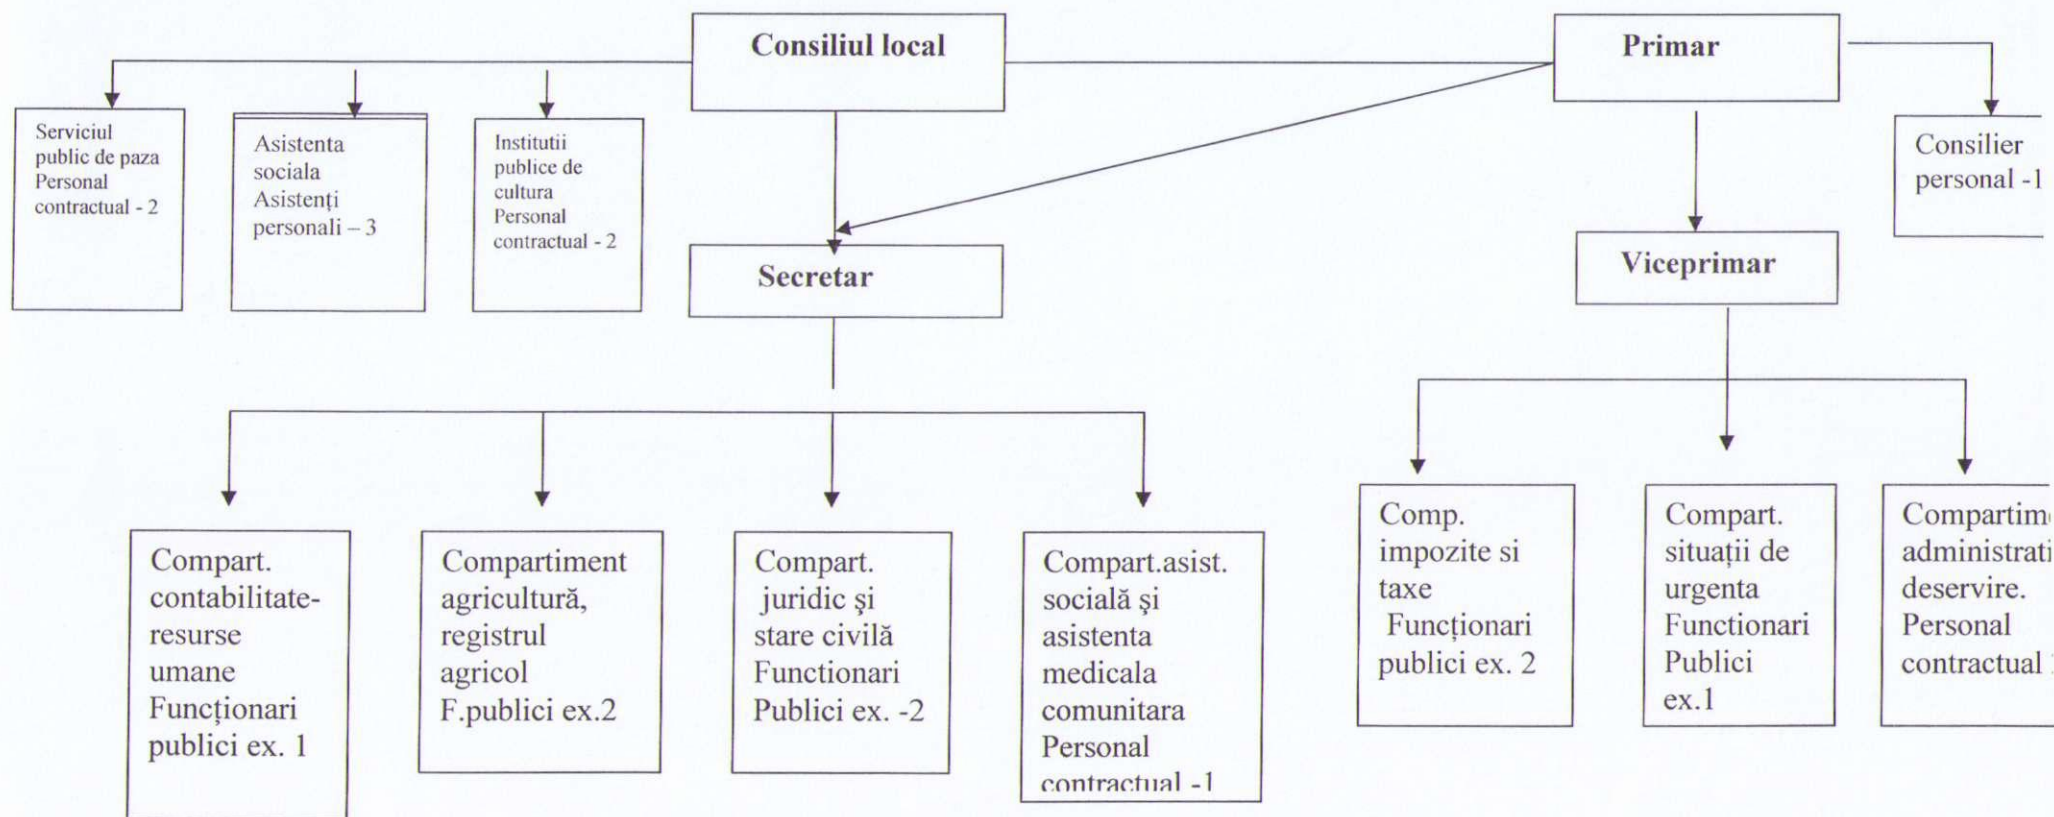 Consiliul local
Primar
Serviciul
public de paza
Personal
contractual - 2
Asistenta
sociala
Asistenţi
personali – 3
Institutii
publice de
cultura
Personal
contractual - 2
Consilier
personal -1
Secretar
Viceprimar
Compart.
contabilitate-
resurse
umane
Funcţionari
publici ex. 1
Compartiment
agricultură,
registrul
agricol
F.publici ex.2
Compart.
juridic şi
stare civilă
Functionari
Publici ex. -2
Compart.asist.
socială şi
asistenta
medicala
comunitara
Personal
contractual -1
Comp.
impozite si
taxe
Funcţionari
publici ex. 2
Compart.
situaţii de
urgenta
Functionari
Publici
ex.1
deservire.
Personal
contractual